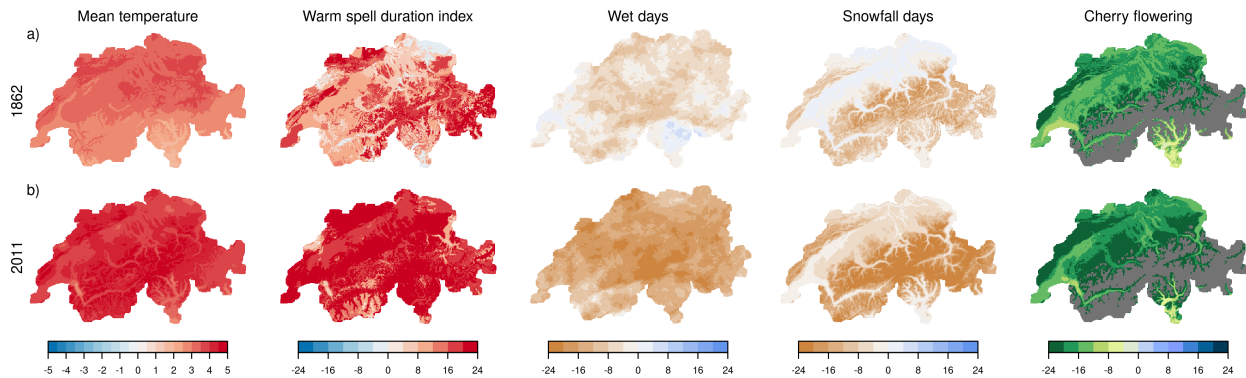 Mean temperature Warm spell duration index Wet days Snowfall days Cherry flowering
a)
1862
b)
2011
-5 -4 -3 -2 -1 0 1 2 3 4 5 -24 -16 -8 0 8 16 24 -24 -16 -8 0 8 16 24 -24 -16 -8 0 8 16 24 -24 -16 -8 0 8 16 24